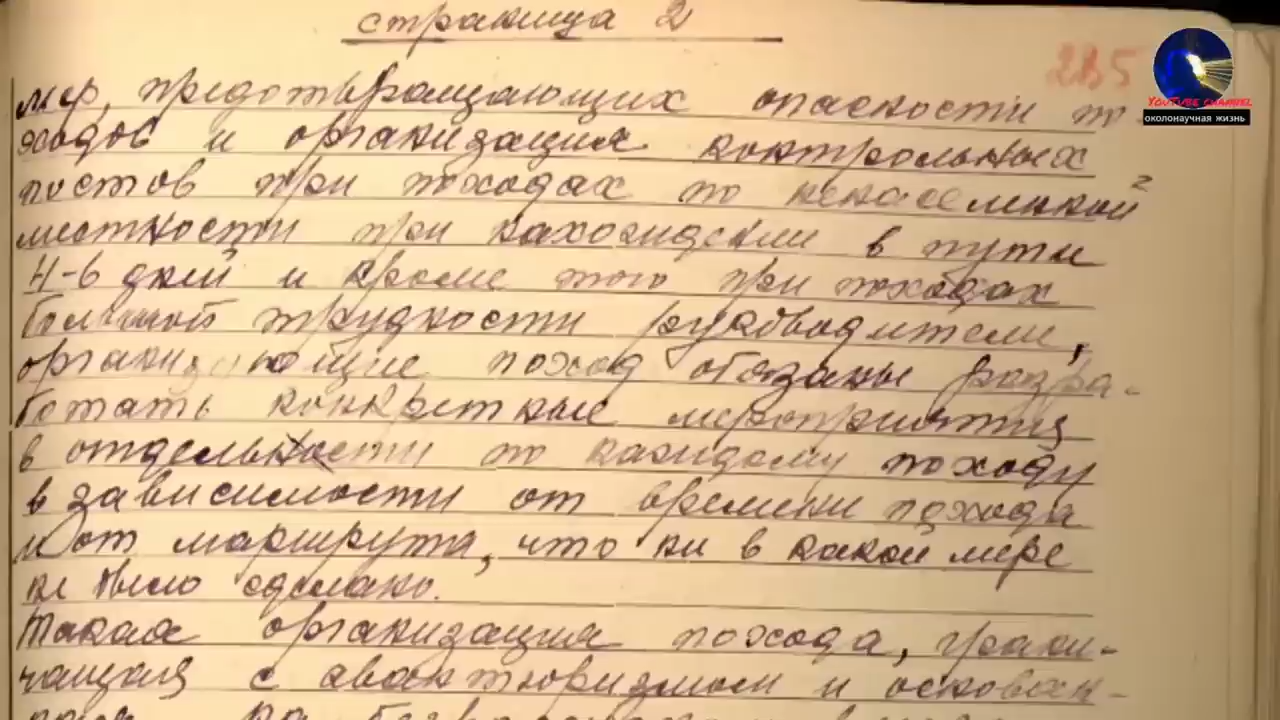 страница 2
285
YouTube channel
околонаучная жизнь
мер, предотвращающих опасности по-
ходов и организация контрольных
постов при походах по ненаселенной
местности при нахождении в пути
4-6 дней и кроме того при походах
большой трудности руководители,
организующие поход обязаны разра-
ботать конкретные мероприятия
в отдельности по каждому походу
в зависимости от времени похода
и от маршрута, что ни в какой мере
не было сделано.
Такая организация похода, грани-
чащая с авантюризмом и основан-